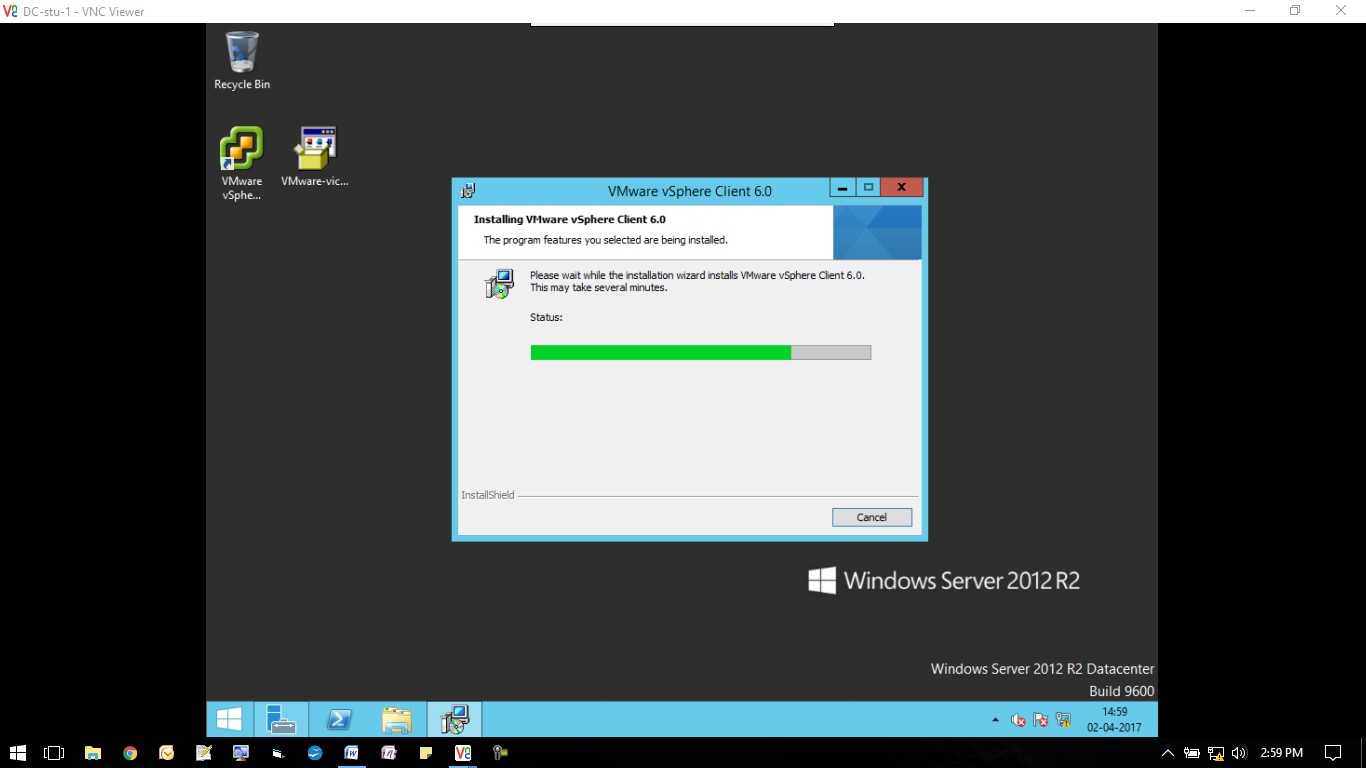 DC-stu-1 - VNC Viewer
Recycle Bin
VMware
vSphe...
VMware-vic...
VMware vSphere Client 6.0
Installing VMware vSphere Client 6.0
The program features you selected are being installed.
Please wait while the installation wizard installs VMware vSphere Client 6.0.
This may take several minutes.
Status:
InstallShield
Cancel
Windows Server 2012 R2
Windows Server 2012 R2 Datacenter
Build 9600
14:59
02-04-2017
2:59 PM